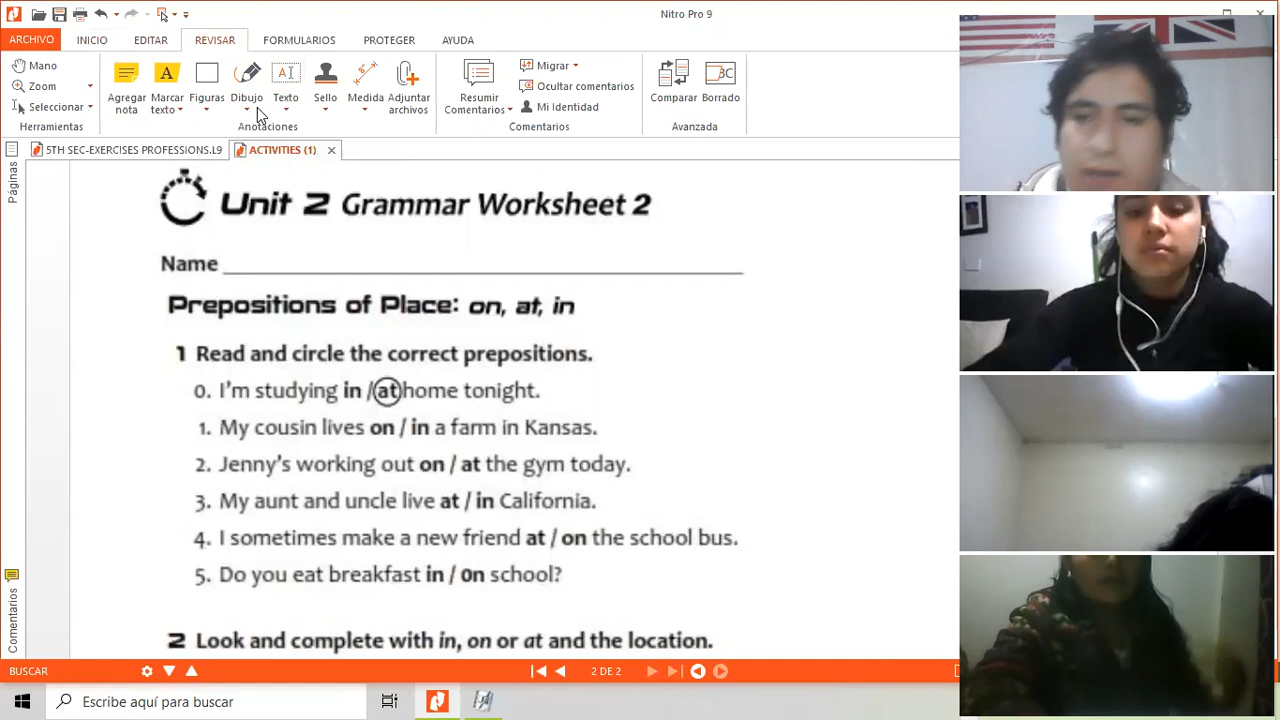 Nitro Pro 9
ARCHIVO INICIO EDITAR REVISAR FORMULARIOS PROTEGER AYUDA
Mano
Zoom
Seleccionar
Herramientas
Agregar nota
Marcar texto
Figuras
Dibujo
Texto
Sello
Medida
Adjuntar archivos
Anotaciones
Resumir Comentarios
Migrar
Ocultar comentarios
Mi Identidad
Comentarios
Comparar
Borrado
Avanzada
5TH SEC-EXERCISES PROFESSIONS.L9
ACTIVITIES (1)
Páginas
Comentarios
Unit 2 Grammar Worksheet 2
Name
Prepositions of Place: on, at, in
1 Read and circle the correct prepositions.
0. I'm studying in / at home tonight.
1. My cousin lives on / in a farm in Kansas.
2. Jenny's working out on / at the gym today.
3. My aunt and uncle live at / in California.
4. I sometimes make a new friend at / on the school bus.
5. Do you eat breakfast in / 0n school?
2 Look and complete with in, on or at and the location.
BUSCAR
2 DE 2
Escribe aquí para buscar